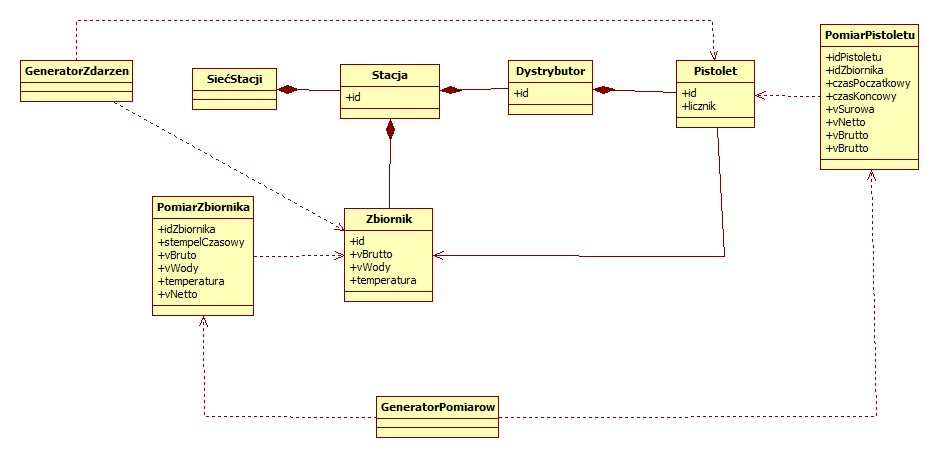 GeneratorZdarzen
SiećStacji
Stacja
+id
Dystrybutor
+id
Pistolet
+id
+licznik
PomiarPistoletu
+idPistoletu
+idZbiornika
+czasPoczatkowy
+czasKoncowy
+vSurowa
+vNetto
+vBrutto
+vBrutto
PomiarZbiornika
+idZbiornika
+stempelCzasowy
+vBruto
+vWody
+temperatura
+vNetto
Zbiornik
+id
+vBrutto
+vWody
+temperatura
GeneratorPomiarow